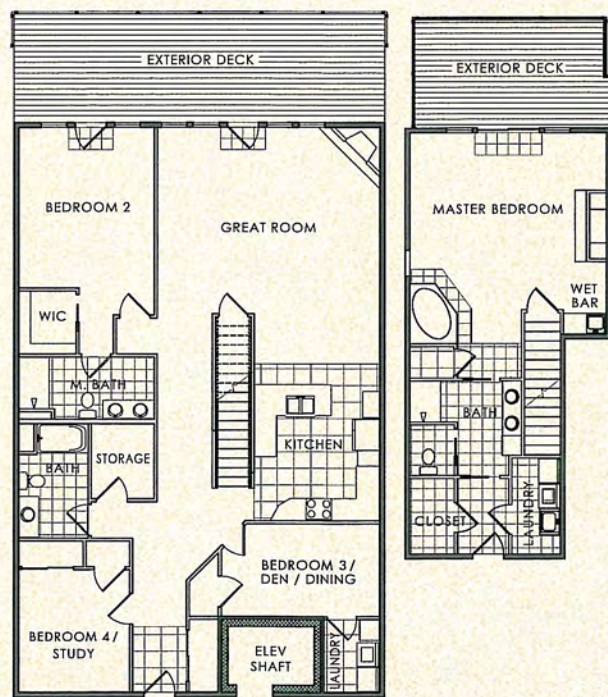 EXTERIOR DECK
BEDROOM 2
GREAT ROOM
WIC
M. BATH
KITCHEN
STORAGE
BATH
BEDROOM 3 /
DEN / DINING
BEDROOM 4 /
STUDY
ELEV
SHAFT
LAUNDRY
EXTERIOR DECK
MASTER BEDROOM
WET
BAR
BATH
CLOSET
LAUNDRY